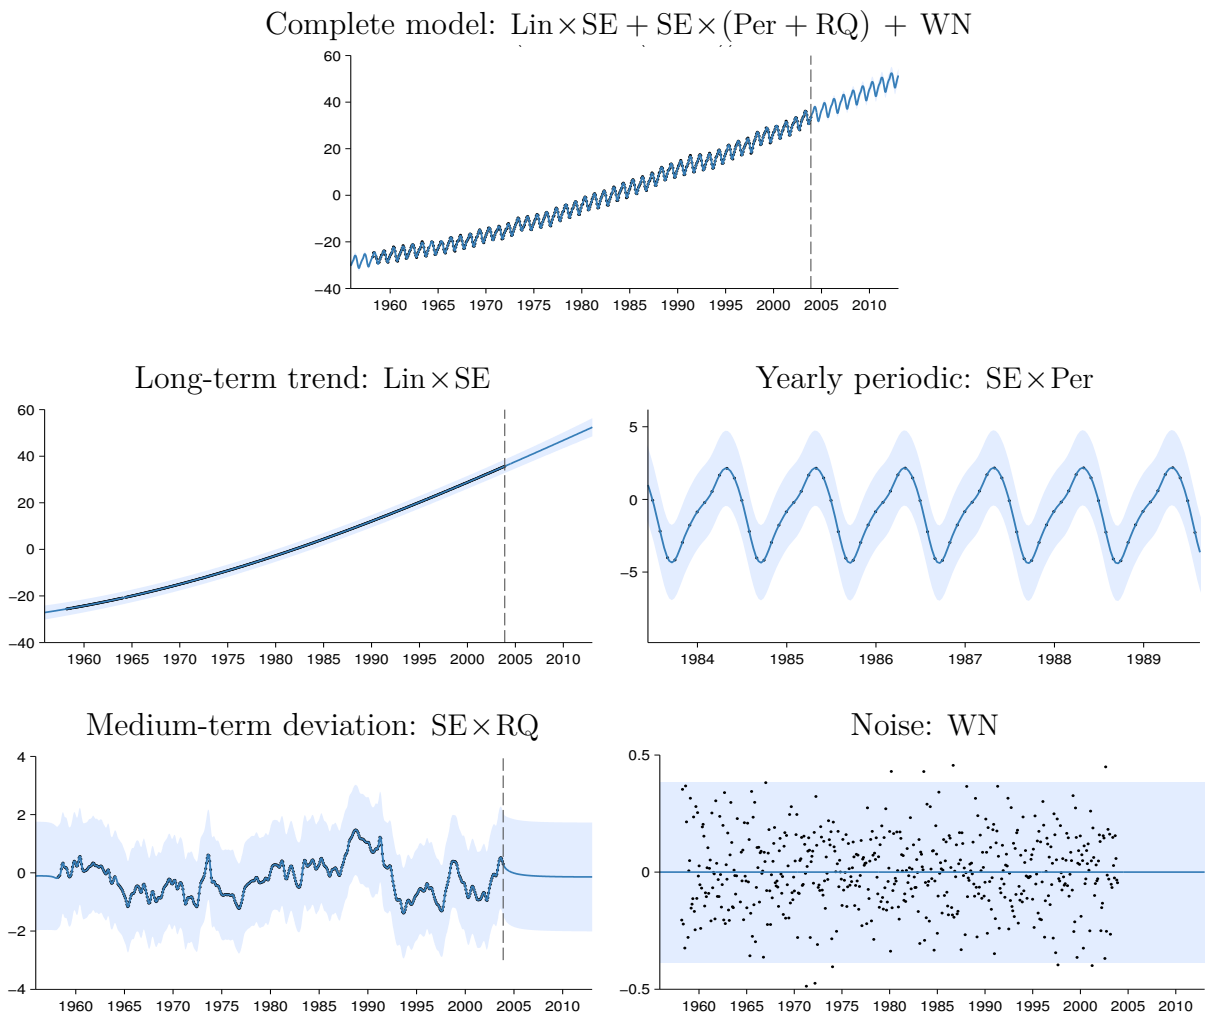 Complete model: Lin×SE + SE×(Per + RQ) + WN
60
40
20
0
−20
−40
1960 1965 1970 1975 1980 1985 1990 1995 2000 2005 2010
Long-term trend: Lin×SE
60
40
20
0
−20
−40
1960 1965 1970 1975 1980 1985 1990 1995 2000 2005 2010
Yearly periodic: SE×Per
5
0
−5
1984 1985 1986 1987 1988 1989
Medium-term deviation: SE×RQ
4
2
0
−2
−4
1960 1965 1970 1975 1980 1985 1990 1995 2000 2005 2010
Noise: WN
0.5
0
−0.5
1960 1965 1970 1975 1980 1985 1990 1995 2000 2005 2010